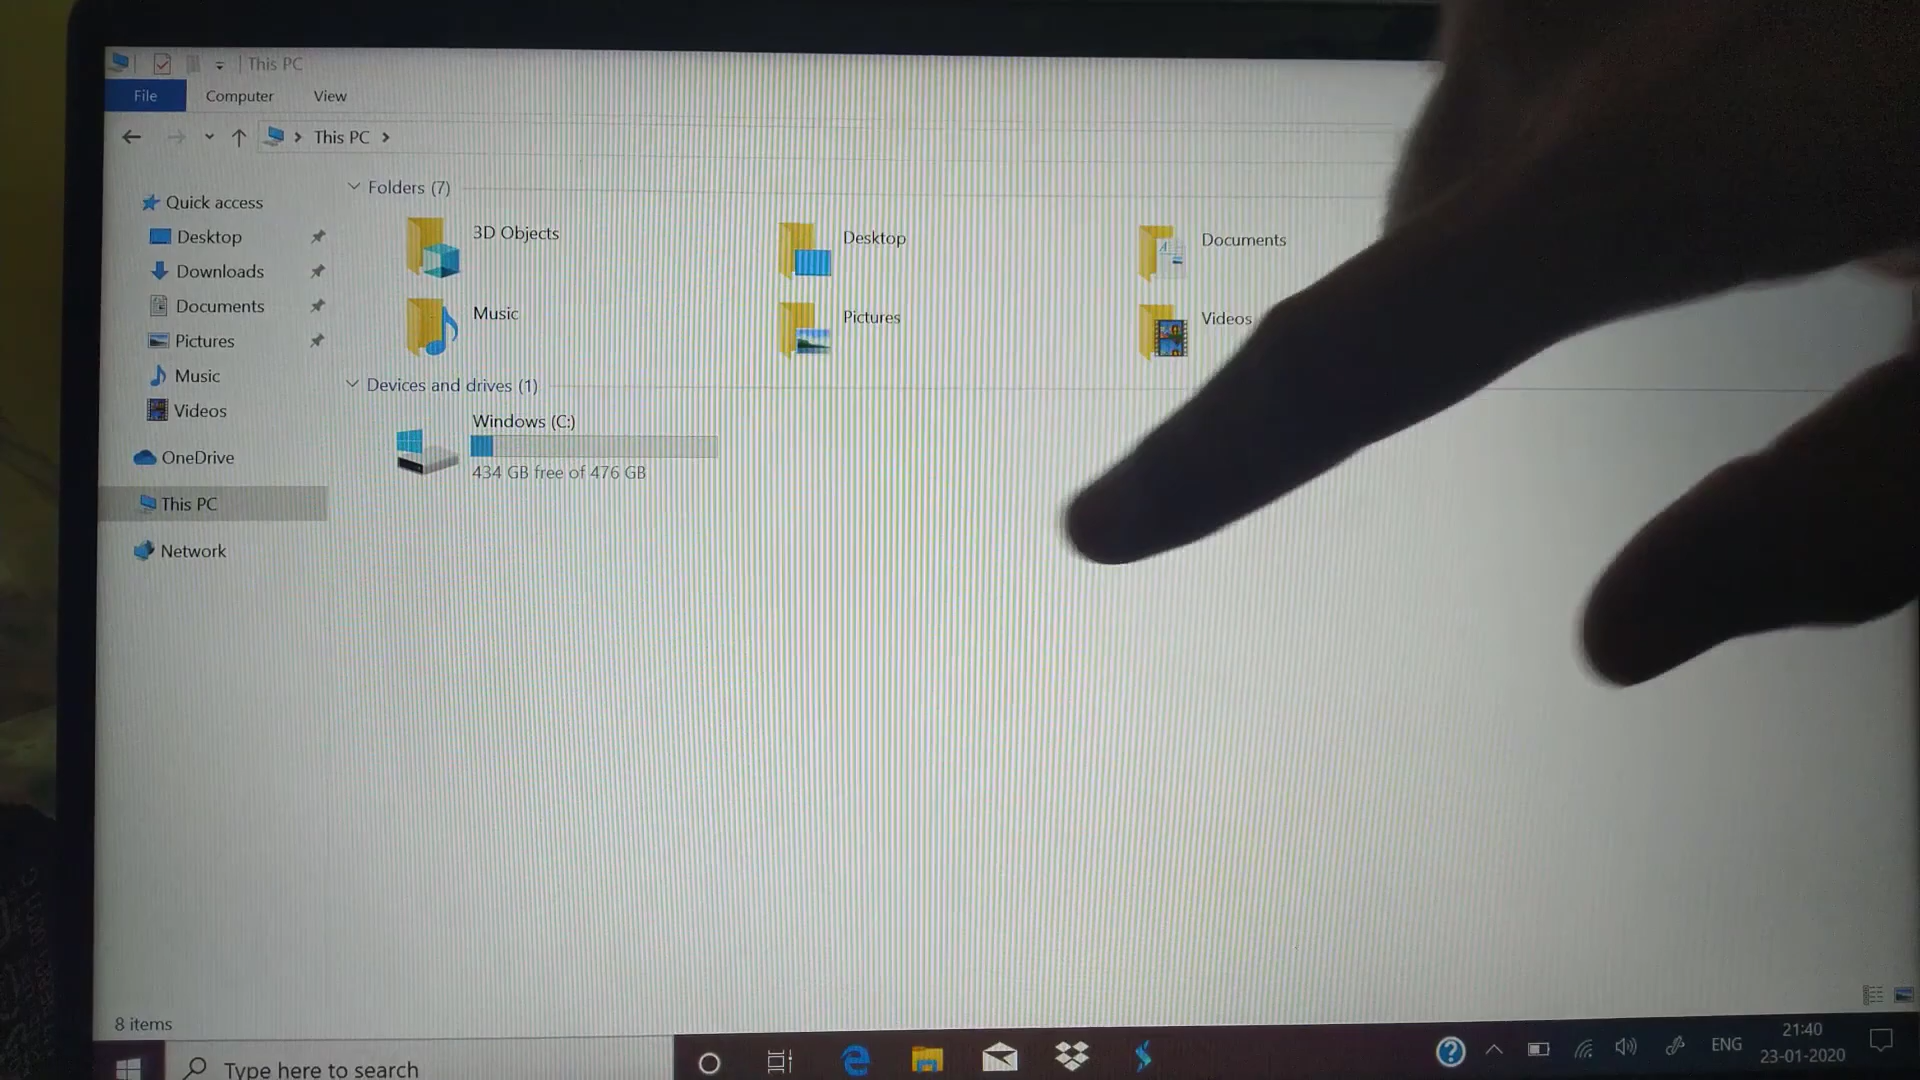 This PC
File Computer View
This PC
Quick access
Desktop
Downloads
Documents
Pictures
Music
Videos
OneDrive
This PC
Network
Folders (7)
3D Objects
Desktop
Documents
Music
Pictures
Videos
Devices and drives (1)
Windows (C:)
434 GB free of 476 GB
8 items
Type here to search
ENG
21:40
23-01-2020